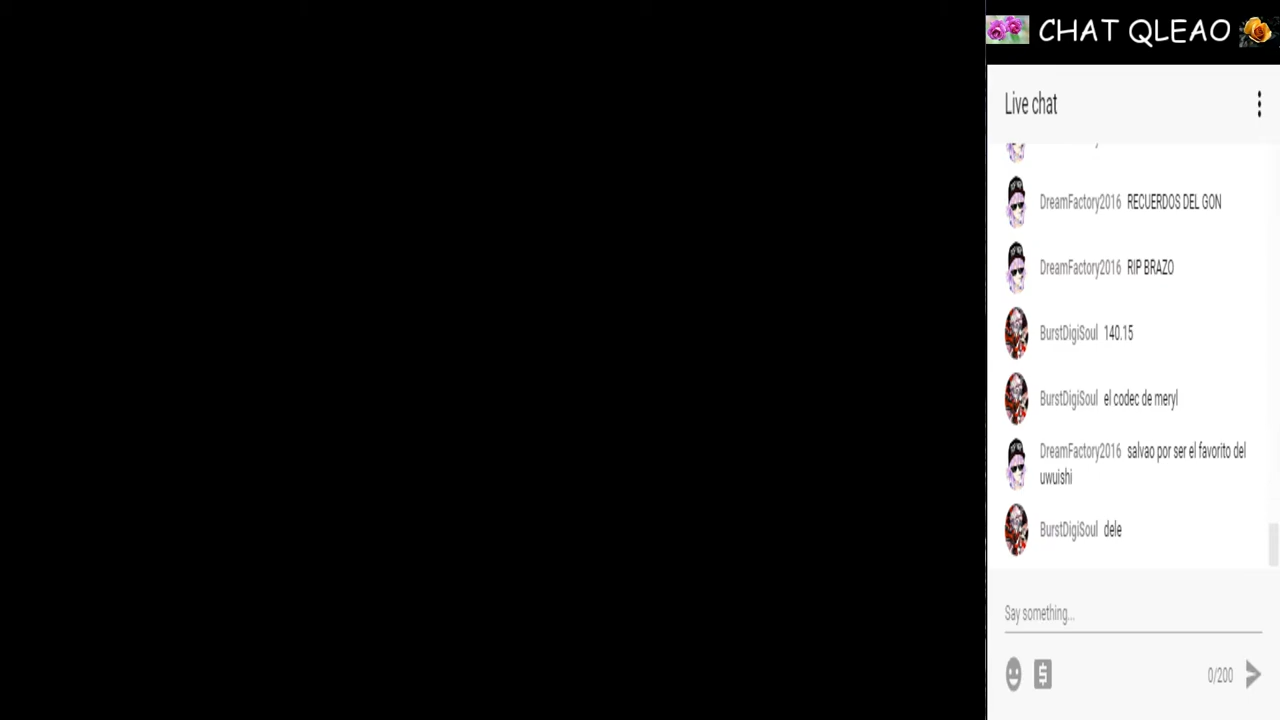 CHAT QLEAO
Live chat
DreamFactory2016 RECUERDOS DEL GON
DreamFactory2016 RIP BRAZO
BurstDigiSoul 140.15
BurstDigiSoul el codec de meryl
DreamFactory2016 salvao por ser el favorito del
uwuishi
BurstDigiSoul dele
Say something...
0/200